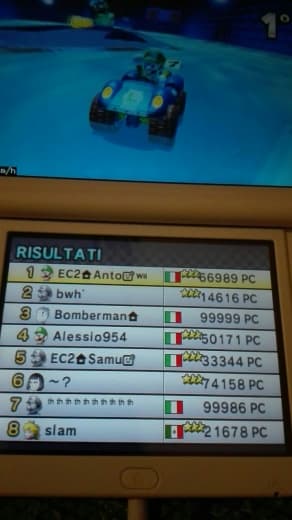 1°
RISULTATI
1 EC2 Anto Wii 66989 PC
2 bwh' 14616 PC
3 Bomberman 99999 PC
4 Alessio954 50171 PC
5 EC2 Samu 33344 PC
6 ~? 74158 PC
7 99986 PC
8 slam 21678 PC